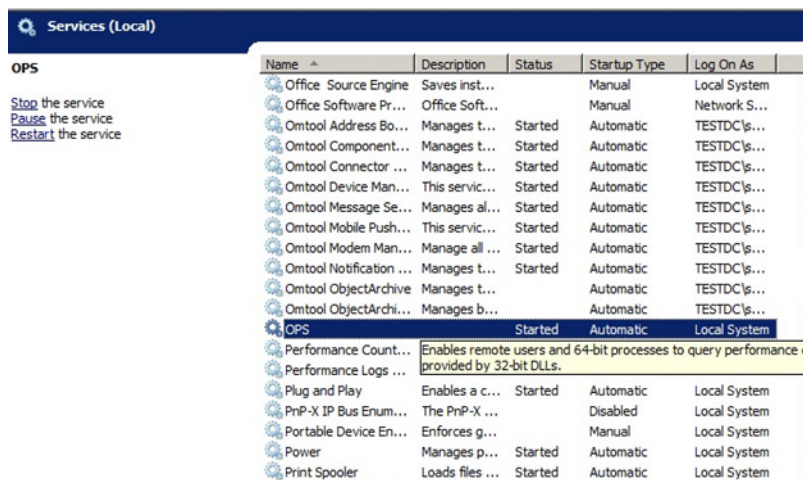 Services (Local)
OPS
Stop the service
Pause the service
Restart the service
Name Description Status Startup Type Log On As
Office Source Engine Saves inst... Manual Local System
Office Software Pr... Office Soft... Manual Network S...
Omtool Address Bo... Manages t... Started Automatic TESTDC\s...
Omtool Component... Manages t... Started Automatic TESTDC\s...
Omtool Connector ... Manages t... Started Automatic TESTDC\s...
Omtool Device Man... This servic... Started Automatic TESTDC\s...
Omtool Message Se... Manages al... Started Automatic TESTDC\s...
Omtool Mobile Push... This servic... Started Automatic TESTDC\s...
Omtool Modem Man... Manage all ... Started Automatic TESTDC\s...
Omtool Notification ... Manages t... Started Automatic TESTDC\s...
Omtool ObjectArchive Manages t... Automatic TESTDC\s...
Omtool ObjectArchi... Manages b... Automatic TESTDC\s...
OPS Started Automatic Local System
Performance Count... Enables remote users and 64-bit processes to query performance
Performance Logs ... provided by 32-bit DLLs.
Plug and Play Enables a c... Started Automatic Local System
PnP-X IP Bus Enum... The PnP-X ... Disabled Local System
Portable Device En... Enforces g... Manual Local System
Power Manages p... Started Automatic Local System
Print Spooler Loads files ... Started Automatic Local System